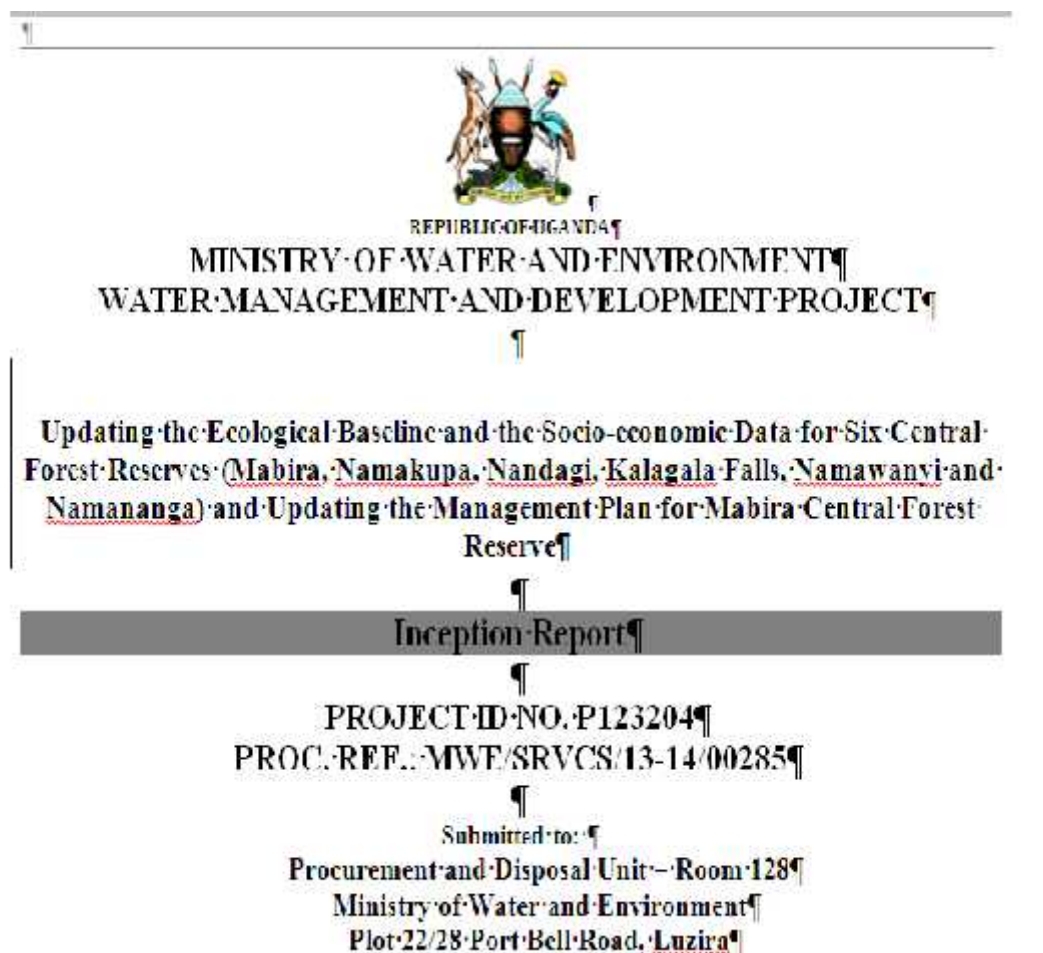 REPUBLIC OF UGANDA
MINISTRY OF WATER AND ENVIRONMENT
WATER MANAGEMENT AND DEVELOPMENT PROJECT
Updating the Ecological Baseline and the Socio-economic Data for Six Central
Forest Reserves (Mabira, Namakupa, Nandagi, Kalagala Falls, Namawanyi and
Namananga) and Updating the Management Plan for Mabira Central Forest
Reserve
Inception Report
PROJECT ID NO. P123204
PROC. REF.: MWE/SRVCS/13-14/00285
Submitted to:
Procurement and Disposal Unit – Room 128
Ministry of Water and Environment
Plot 22/28 Port Bell Road, Luzira